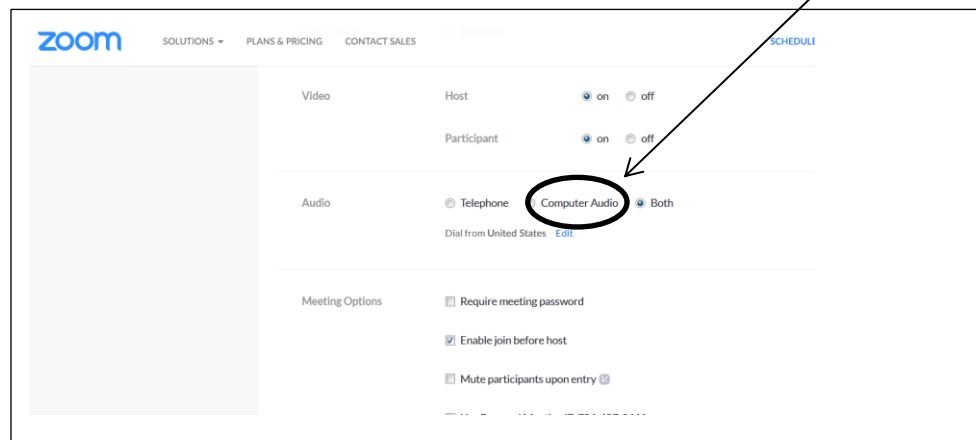 zoom SOLUTIONS PLANS & PRICING CONTACT SALES SCHEDULE
Video Host on off
Participant on off
Audio Telephone Computer Audio Both
Dial from United States Edit
Meeting Options Require meeting password
Enable join before host
Mute participants upon entry